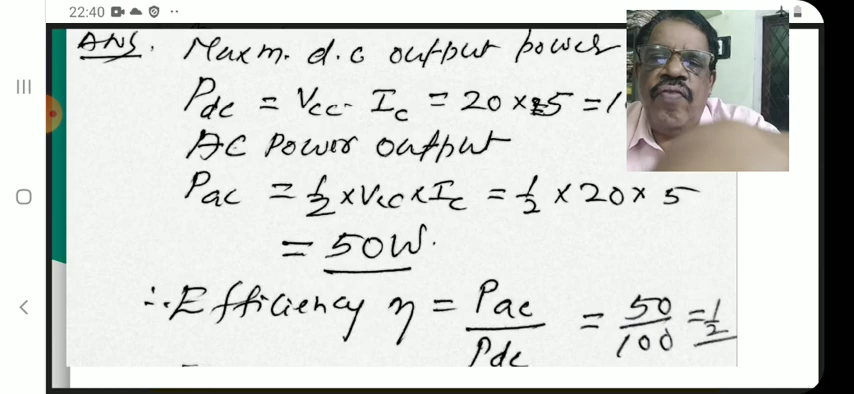 22:40
ANS. Maxm. d.c output power
Pdc = Vcc. Ic = 20 × 5 = 1
AC Power output
Pac = 1/2 × Vcc × Ic = 1/2 × 20 × 5
= 50W.
∴ Efficiency η = Pac/Pdc = 50/100 = 1/2